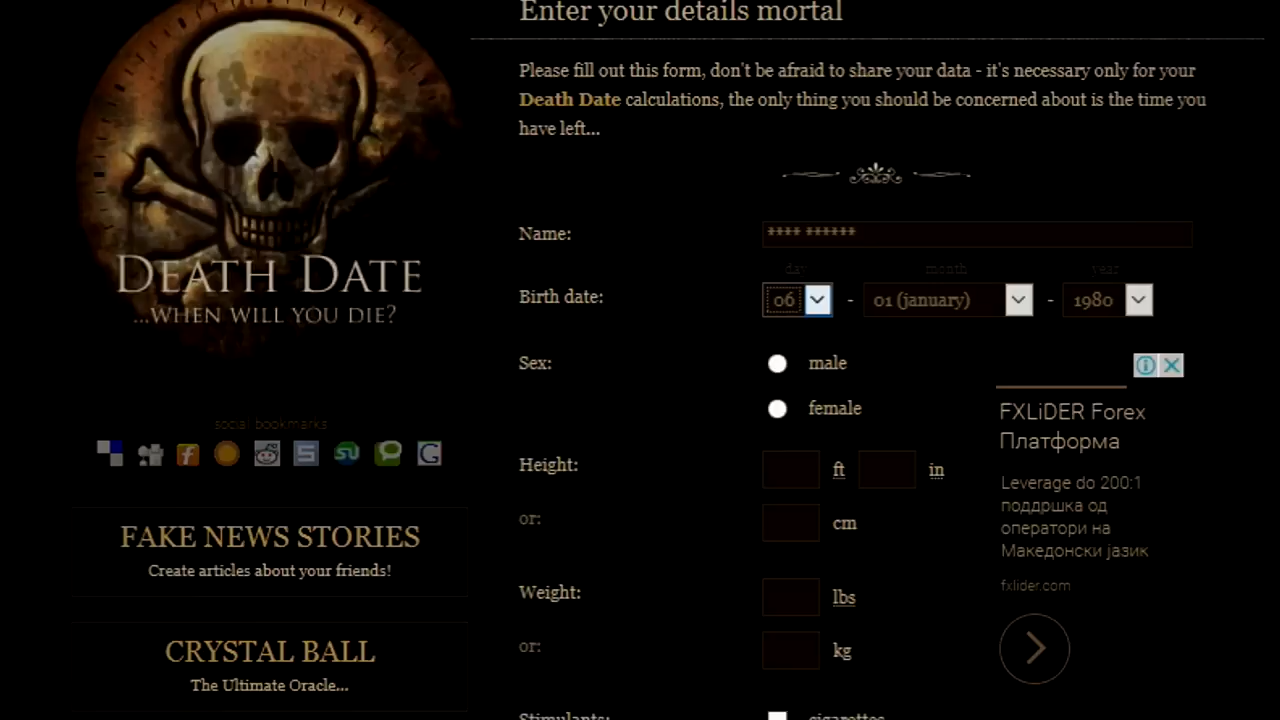 Enter your details mortal
Please fill out this form, don't be afraid to share your data - it's necessary only for your
Death Date calculations, the only thing you should be concerned about is the time you
have left...
DEATH DATE
...WHEN WILL YOU DIE?
Name: **** ******
day month year
Birth date: 06 - 01 (january) - 1980
Sex: male
female
Height: ft in
or: cm
Weight: lbs
or: kg
Stimulants: cigarettes
social bookmarks
FAKE NEWS STORIES
Create articles about your friends!
CRYSTAL BALL
The Ultimate Oracle...
FXLiDER Forex
Платформа
Leverage do 200:1
поддршка од
оператори на
Македонски јазик
fxlider.com